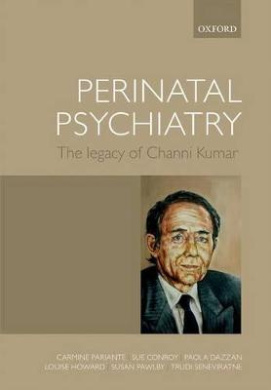 OXFORD
PERINATAL
PSYCHIATRY
The legacy of Channi Kumar
CARMINE PARIANTE SUE CONROY PAOLA DAZZAN
LOUISE HOWARD SUSAN PAWLBY TRUDI SENEVIRATNE